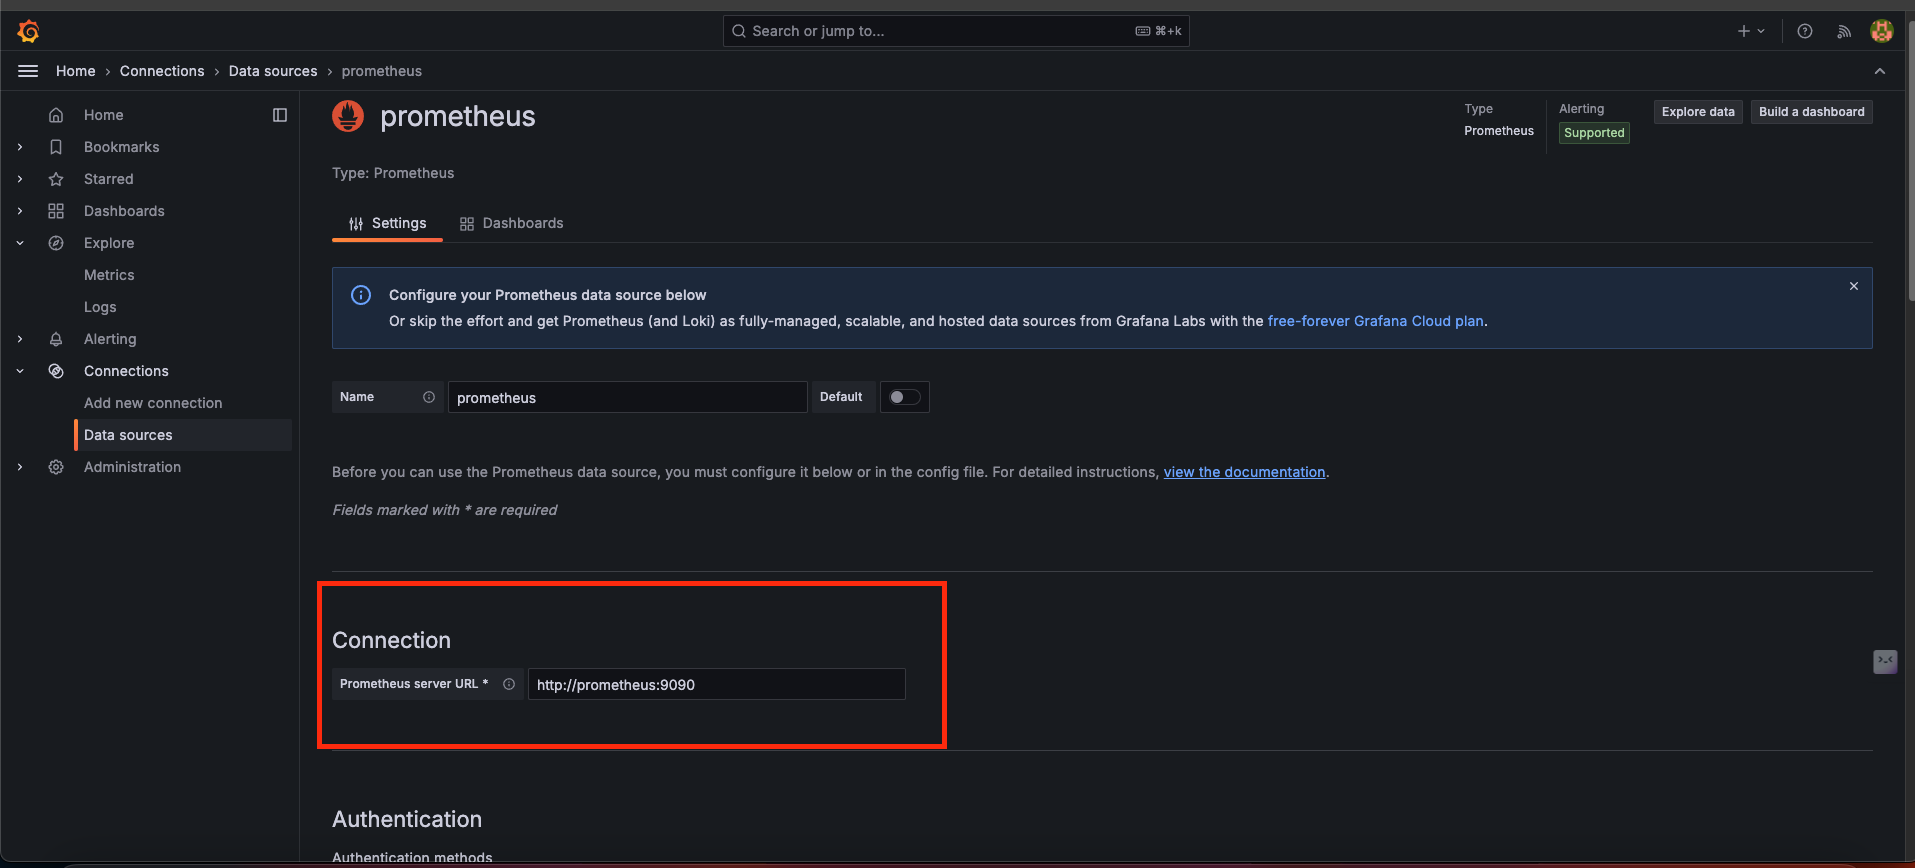 Search or jump to...
⌘+k
Home › Connections › Data sources › prometheus
Home
Bookmarks
Starred
Dashboards
Explore
Metrics
Logs
Alerting
Connections
Add new connection
Data sources
Administration
prometheus
Type
Prometheus
Alerting
Supported
Explore data
Build a dashboard
Type: Prometheus
Settings
Dashboards
Configure your Prometheus data source below
Or skip the effort and get Prometheus (and Loki) as fully-managed, scalable, and hosted data sources from Grafana Labs with the free-forever Grafana Cloud plan.
Name
prometheus
Default
Before you can use the Prometheus data source, you must configure it below or in the config file. For detailed instructions, view the documentation.
Fields marked with * are required
Connection
Prometheus server URL *
http://prometheus:9090
Authentication
Authentication methods